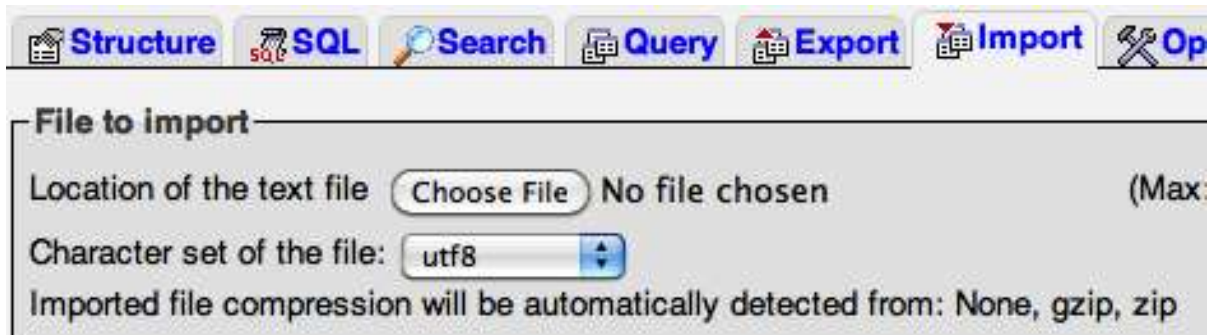 Structure SQL Search Query Export Import Op
File to import
Location of the text file Choose File No file chosen (Max:
Character set of the file: utf8
Imported file compression will be automatically detected from: None, gzip, zip